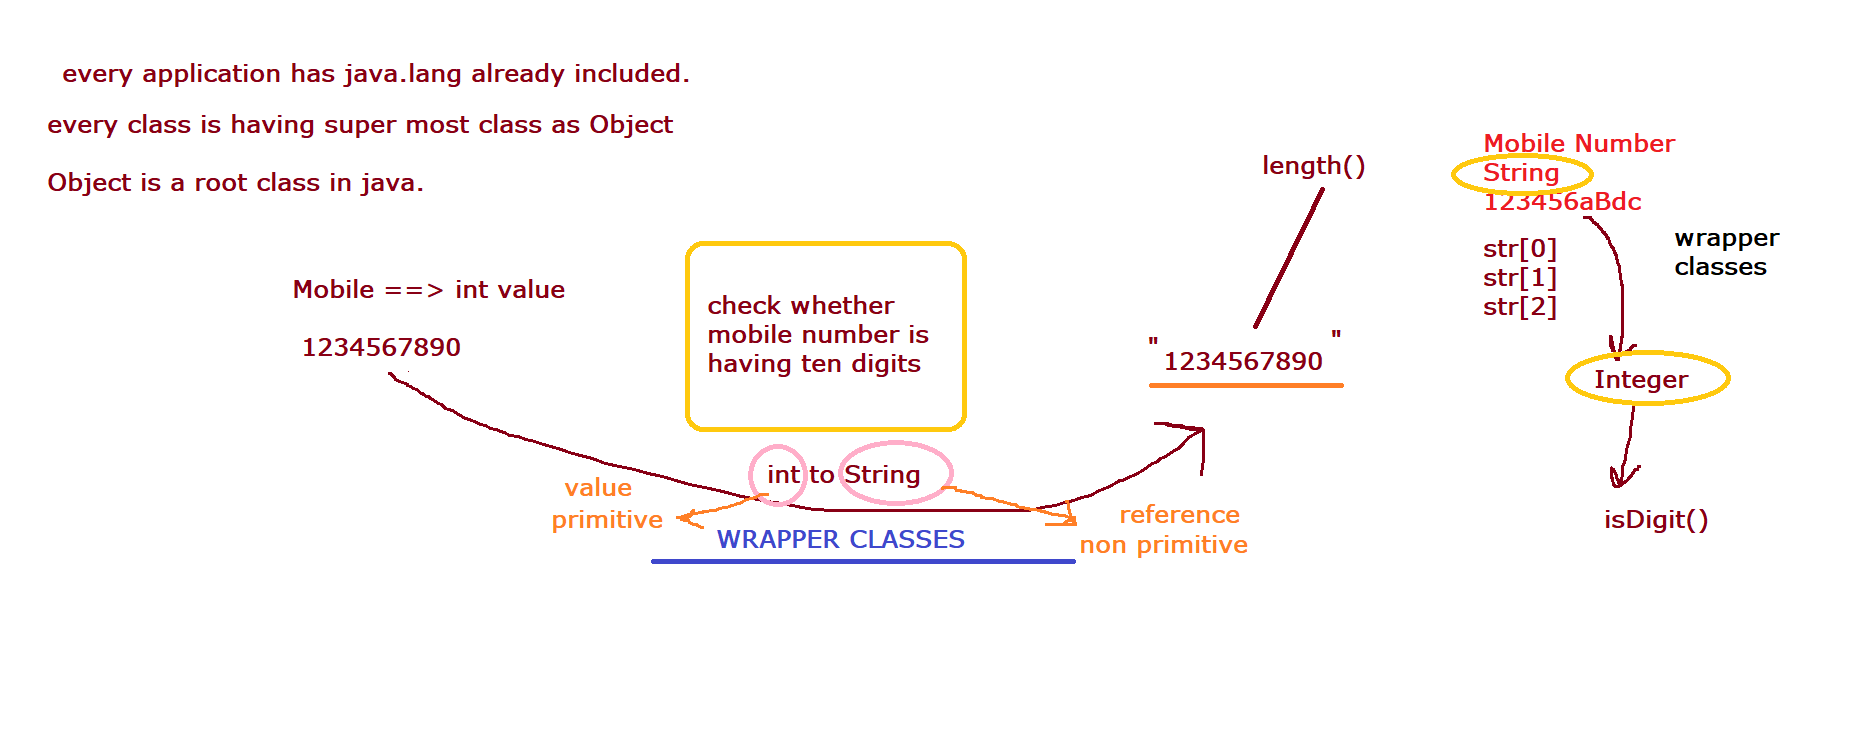 every application has java.lang already included.
every class is having super most class as Object
Object is a root class in java.
Mobile ==> int value
1234567890
check whether
mobile number is
having ten digits
int to String
value
primitive
WRAPPER CLASSES
reference
non primitive
length()
"1234567890"
Mobile Number
String
123456aBdc
str[0]
str[1]
str[2]
wrapper
classes
Integer
isDigit()